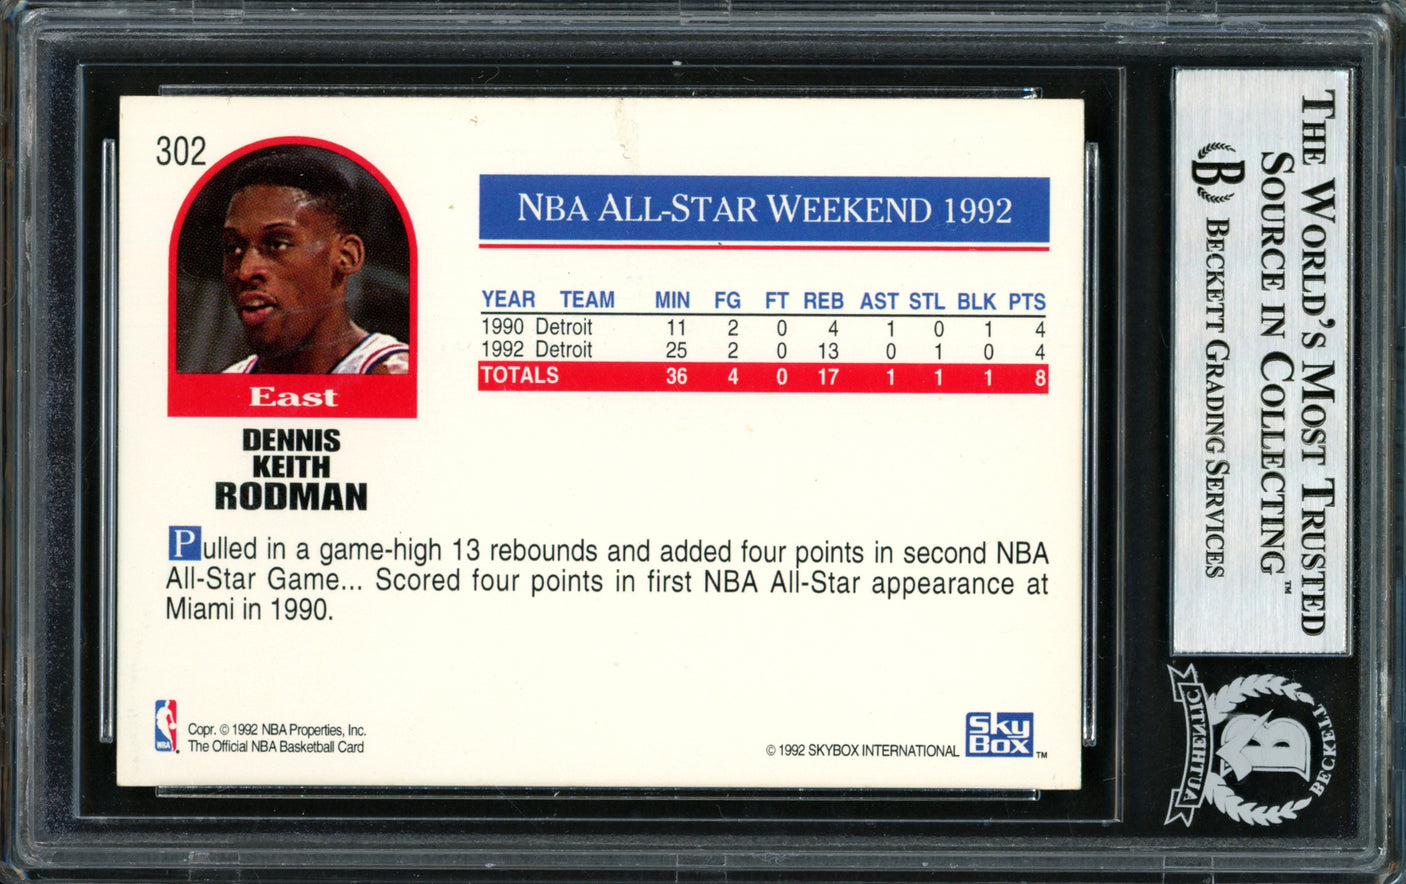 302
East
DENNIS
KEITH
RODMAN
NBA ALL-STAR WEEKEND 1992
YEAR TEAM MIN FG FT REB AST STL BLK PTS
1990 Detroit 11 2 0 4 1 0 1 4
1992 Detroit 25 2 0 13 0 1 0 4
TOTALS 36 4 0 17 1 1 1 8
Pulled in a game-high 13 rebounds and added four points in second NBA
All-Star Game... Scored four points in first NBA All-Star appearance at
Miami in 1990.
NBA
Copr. © 1992 NBA Properties, Inc.
The Official NBA Basketball Card
© 1992 SKYBOX INTERNATIONAL
Sky
Box ™
THE WORLD'S MOST TRUSTED
SOURCE IN COLLECTING™
B BECKETT GRADING SERVICES
AUTHENTIC
B
BECKETT